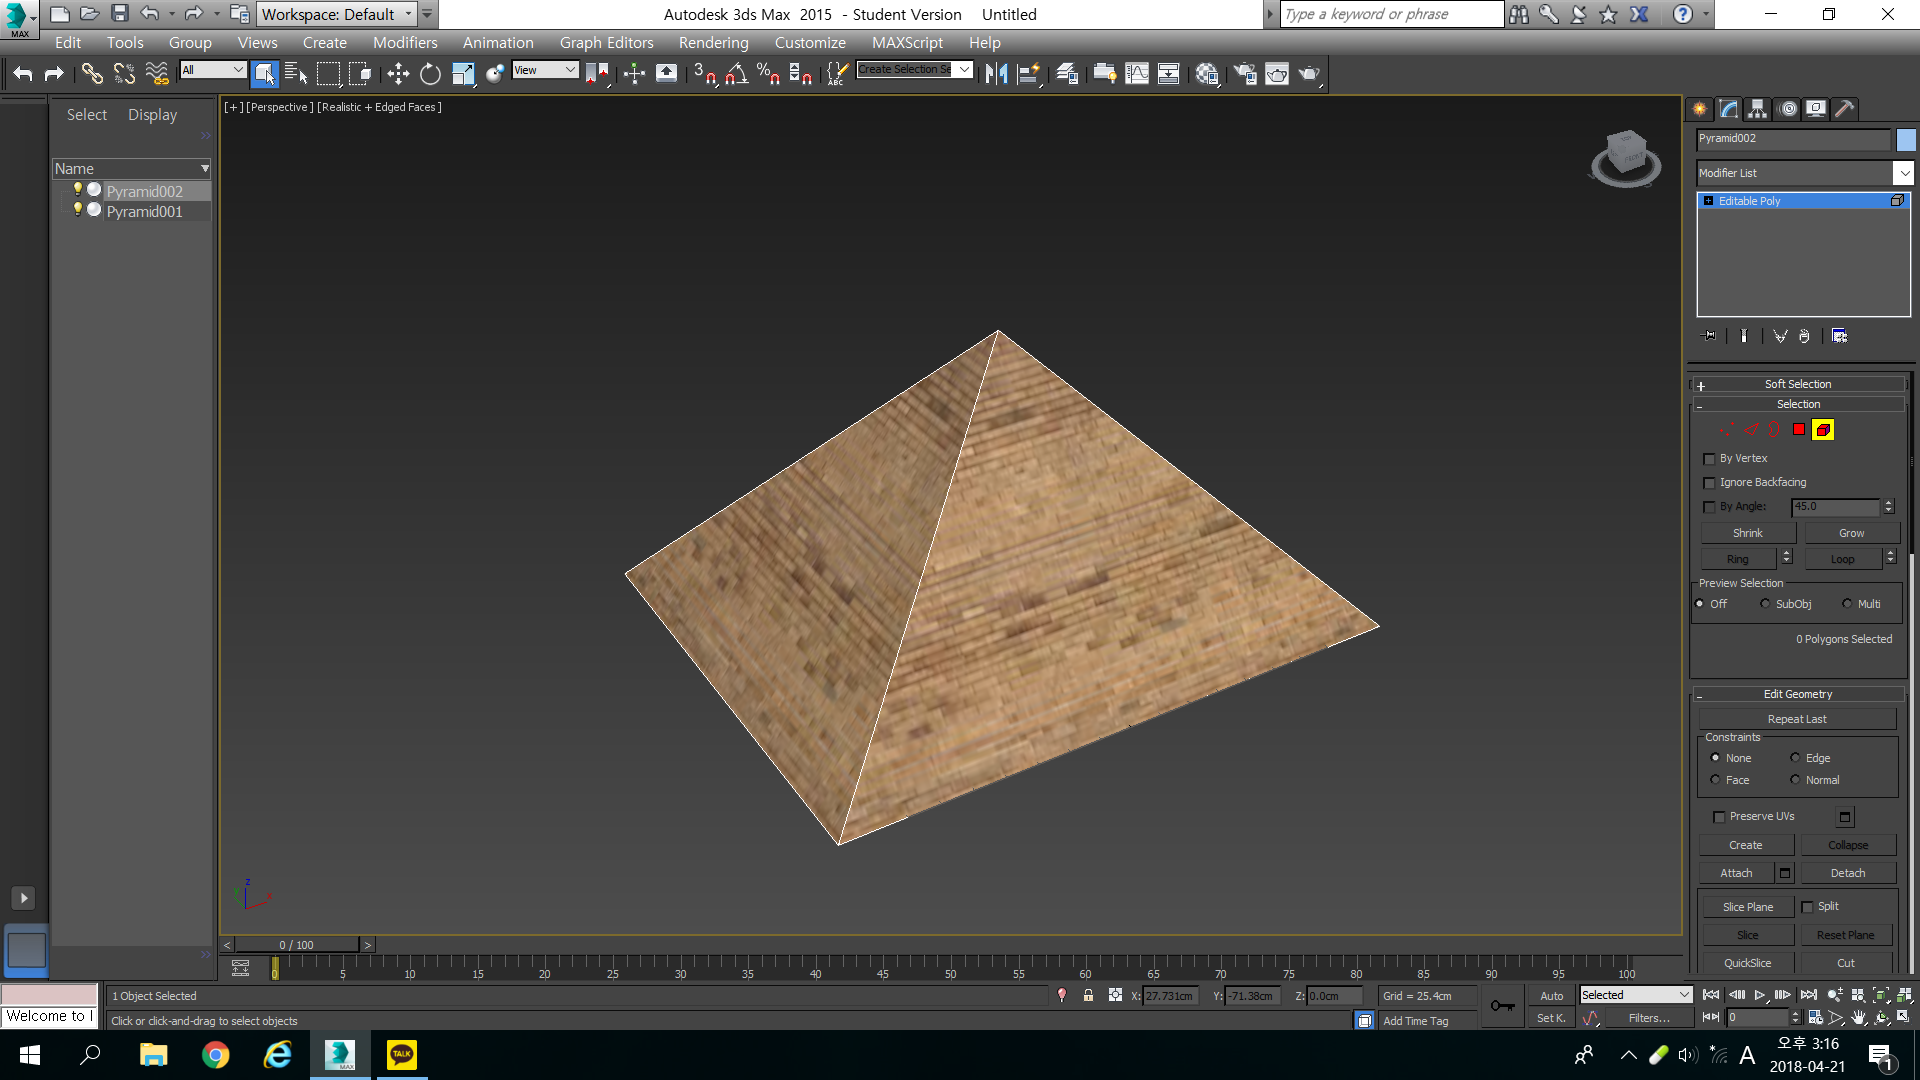 Workspace: Default
Autodesk 3ds Max 2015 - Student Version Untitled
Type a keyword or phrase
MAX
Edit Tools Group Views Create Modifiers Animation Graph Editors Rendering Customize MAXScript Help
All
View
3
%
ABC
Create Selection Se
Select Display
Name
Pyramid002
Pyramid001
[+] [Perspective ] [Realistic + Edged Faces ]
FRONT
z
x
Pyramid002
Modifier List
Editable Poly
+ Soft Selection
- Selection
By Vertex
Ignore Backfacing
By Angle: 45.0
Shrink Grow
Ring Loop
Preview Selection
Off SubObj Multi
0 Polygons Selected
- Edit Geometry
Repeat Last
Constraints
None Edge
Face Normal
Preserve UVs
Create Collapse
Attach Detach
Slice Plane Split
Slice Reset Plane
QuickSlice Cut
< 0 / 100 >
0 5 10 15 20 25 30 35 40 45 50 55 60 65 70 75 80 85 90 95 100
1 Object Selected X: 27.731cm Y: -71.38cm Z: 0.0cm Grid = 25.4cm Auto Selected
Welcome to I
Click or click-and-drag to select objects Add Time Tag Set K. Filters... 0
MAX
TALK
A
오후 3:16
2018-04-21
1